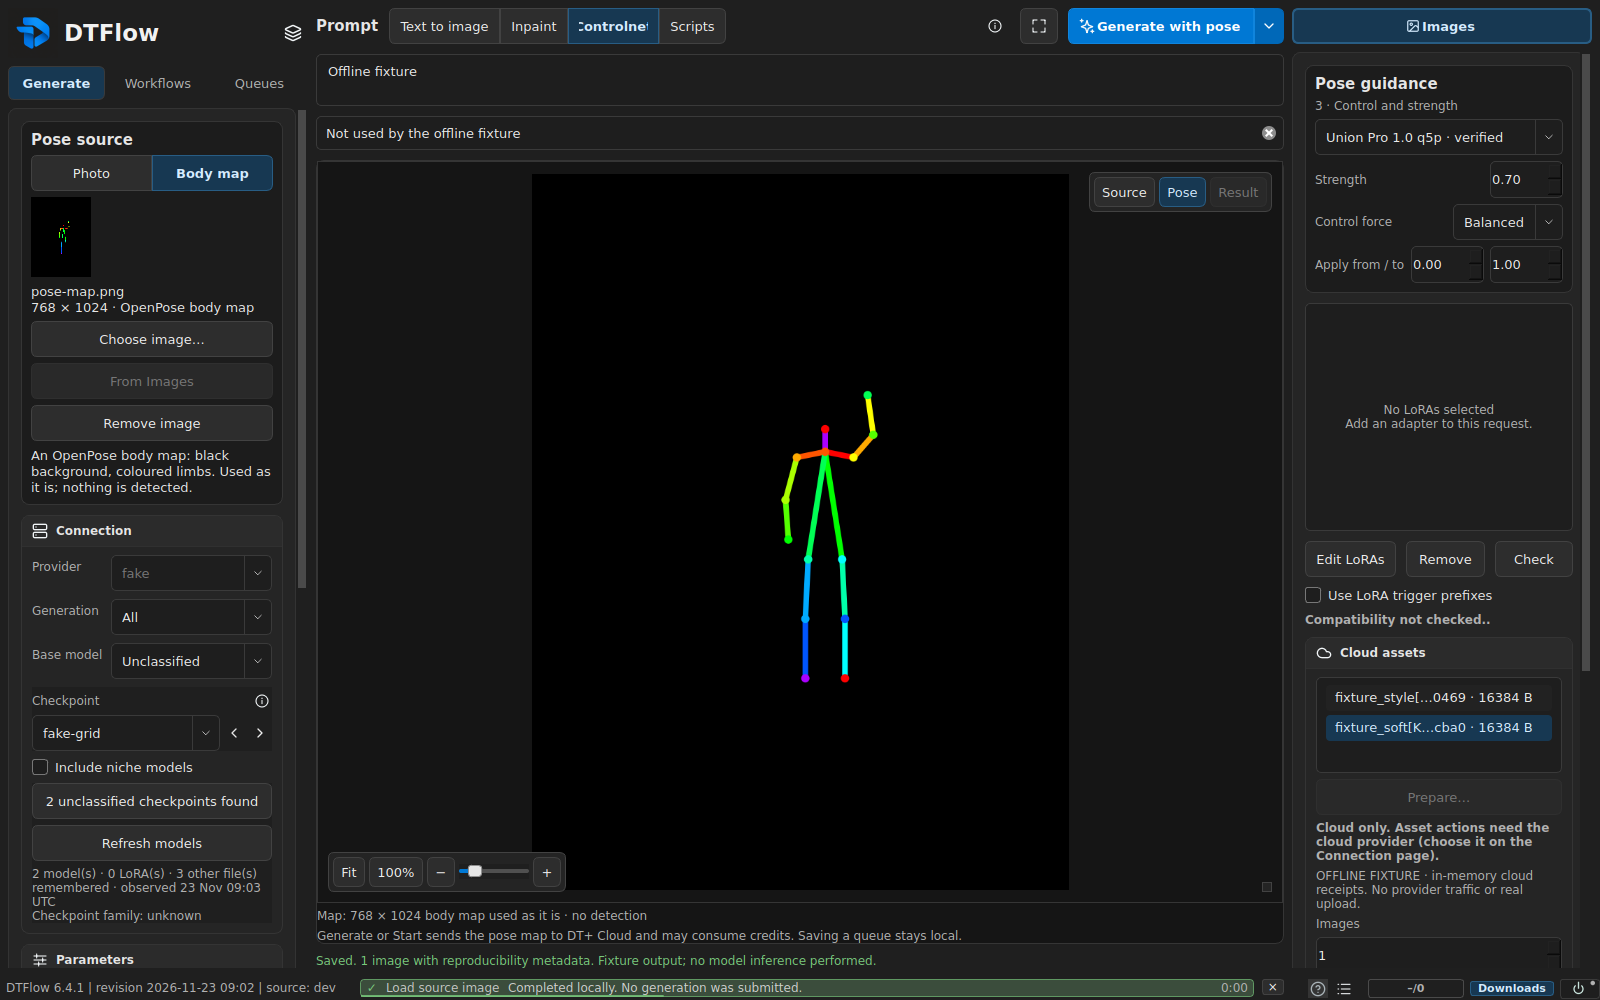 DTFlow
Prompt
Text to image
Inpaint
Controlnet
Scripts
Generate with pose
Images
Generate
Workflows
Queues
Offline fixture
Not used by the offline fixture
Pose source
Photo
Body map
pose-map.png
768 × 1024 · OpenPose body map
Choose image...
From Images
Remove image
An OpenPose body map: black
background, coloured limbs. Used as
it is; nothing is detected.
Connection
Provider
fake
Generation
All
Base model
Unclassified
Checkpoint
fake-grid
Include niche models
2 unclassified checkpoints found
Refresh models
2 model(s) · 0 LoRA(s) · 3 other file(s)
remembered · observed 23 Nov 09:03
UTC
Checkpoint family: unknown
Parameters
Source
Pose
Result
Fit
100%
−
+
Map: 768 × 1024 body map used as it is · no detection
Generate or Start sends the pose map to DT+ Cloud and may consume credits. Saving a queue stays local.
Saved. 1 image with reproducibility metadata. Fixture output; no model inference performed.
Pose guidance
3 · Control and strength
Union Pro 1.0 q5p · verified
Strength
0.70
Control force
Balanced
Apply from / to
0.00
1.00
No LoRAs selected
Add an adapter to this request.
Edit LoRAs
Remove
Check
Use LoRA trigger prefixes
Compatibility not checked..
Cloud assets
fixture_style[...0469 · 16384 B
fixture_soft[K...cba0 · 16384 B
Prepare...
Cloud only. Asset actions need the
cloud provider (choose it on the
Connection page).
OFFLINE FIXTURE · in-memory cloud
receipts. No provider traffic or real
upload.
Images
1
DTFlow 6.4.1 | revision 2026-11-23 09:02 | source: dev
✓ Load source image Completed locally. No generation was submitted.
0:00
–/0
Downloads